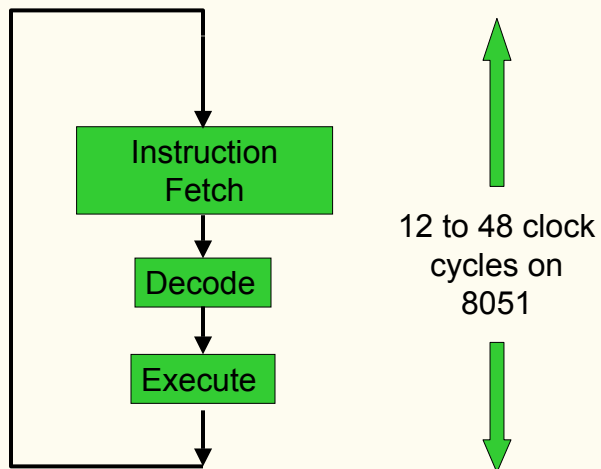 Instruction
Fetch
Decode
Execute
12 to 48 clock
cycles on
8051